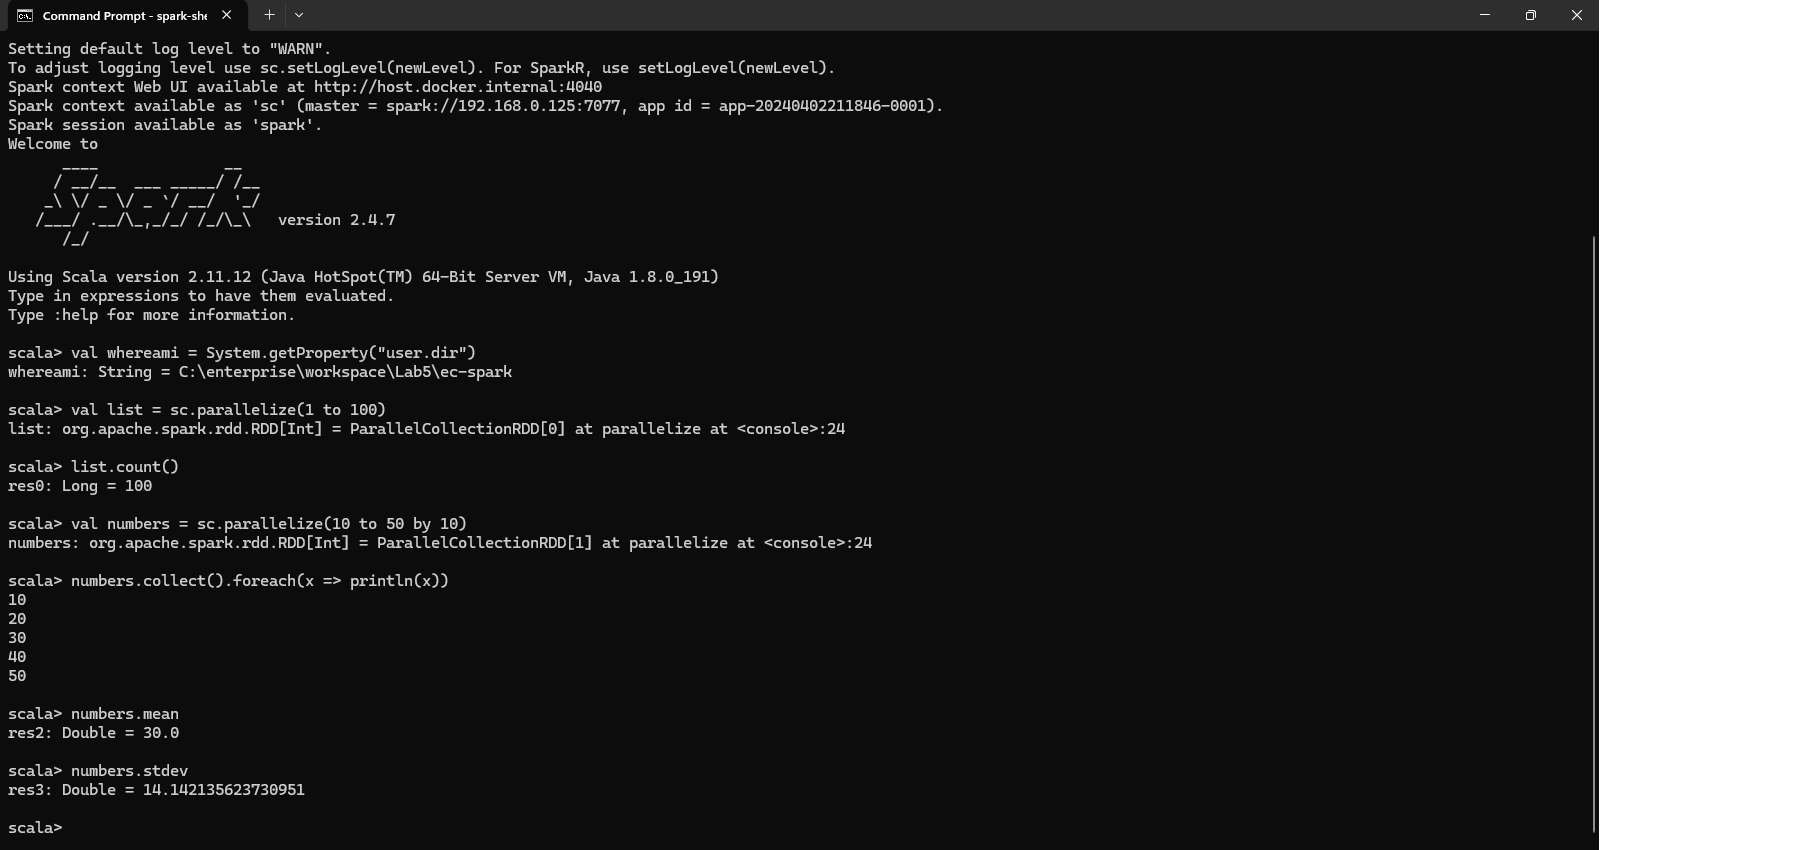 Command Prompt - spark-she
Setting default log level to "WARN".
To adjust logging level use sc.setLogLevel(newLevel). For SparkR, use setLogLevel(newLevel).
Spark context Web UI available at http://host.docker.internal:4040
Spark context available as 'sc' (master = spark://192.168.0.125:7077, app id = app-20240402211846-0001).
Spark session available as 'spark'.
Welcome to
      ____              __
     / __/__  ___ _____/ /__
    _\ \/ _ \/ _ `/ __/  '_/
   /___/ .__/\_,_/_/ /_/\_\   version 2.4.7
      /_/
Using Scala version 2.11.12 (Java HotSpot(TM) 64-Bit Server VM, Java 1.8.0_191)
Type in expressions to have them evaluated.
Type :help for more information.
scala> val whereami = System.getProperty("user.dir")
whereami: String = C:\enterprise\workspace\Lab5\ec-spark
scala> val list = sc.parallelize(1 to 100)
list: org.apache.spark.rdd.RDD[Int] = ParallelCollectionRDD[0] at parallelize at <console>:24
scala> list.count()
res0: Long = 100
scala> val numbers = sc.parallelize(10 to 50 by 10)
numbers: org.apache.spark.rdd.RDD[Int] = ParallelCollectionRDD[1] at parallelize at <console>:24
scala> numbers.collect().foreach(x => println(x))
10
20
30
40
50
scala> numbers.mean
res2: Double = 30.0
scala> numbers.stdev
res3: Double = 14.142135623730951
scala>